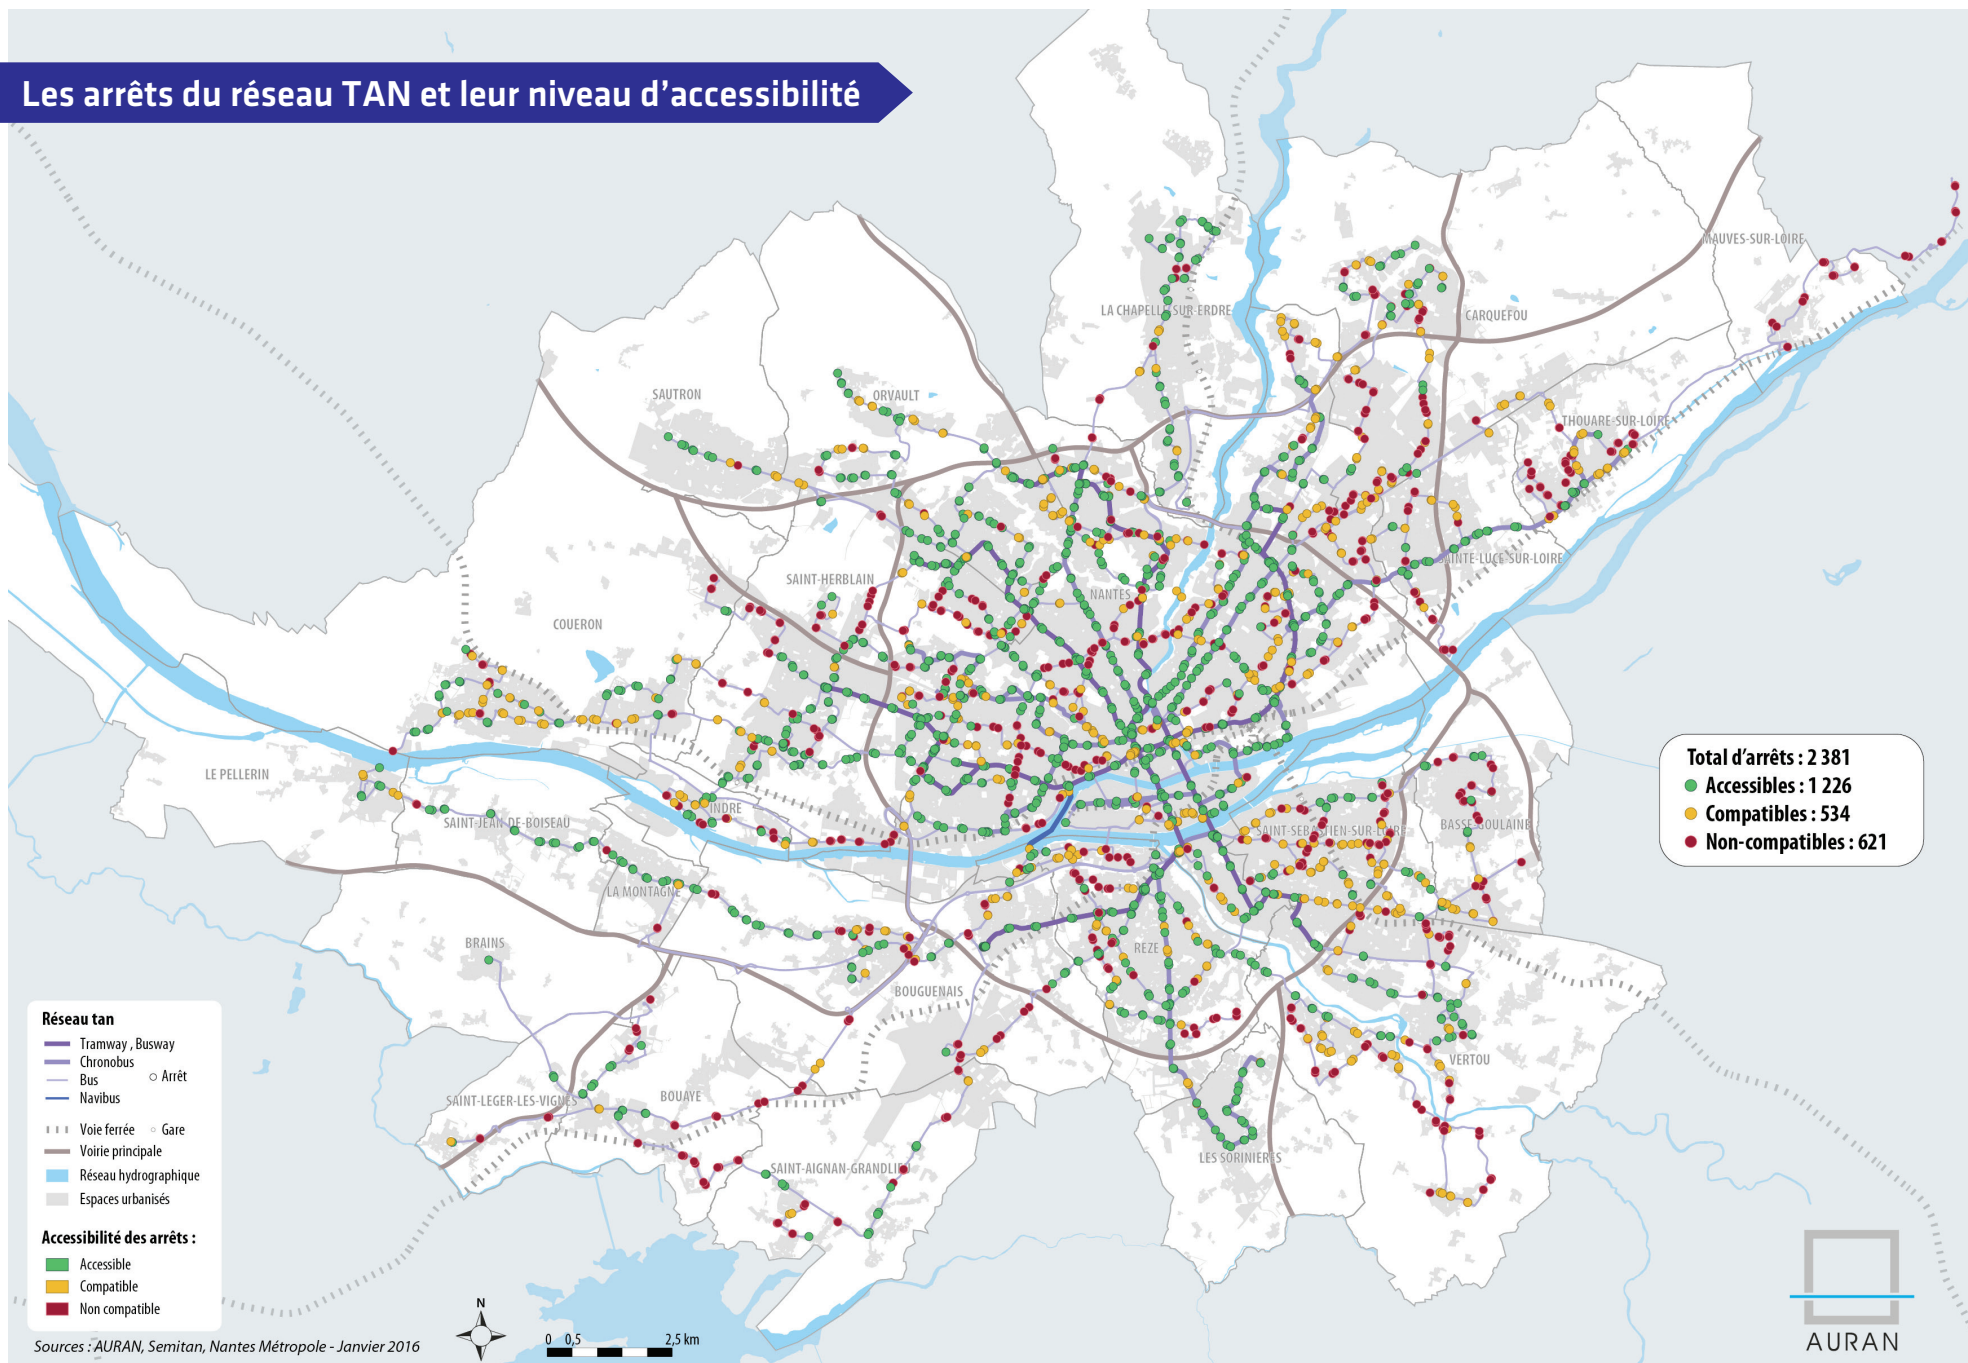 Les arrêts du réseau TAN et leur niveau d'accessibilité
MAUVES-SUR-LOIRE
LA CHAPELLE-SUR-ERDRE
CARQUEFOU
SAUTRON
ORVAULT
THOUARE-SUR-LOIRE
SAINTE-LUCE-SUR-LOIRE
SAINT-HERBLAIN
NANTES
COUERON
Total d'arrêts : 2 381
Accessibles : 1 226
Compatibles : 534
Non-compatibles : 621
LE PELLERIN
INDRE
SAINT-JEAN-DE-BOISEAU
SAINT-SEBASTIEN-SUR-LOIRE
BASSE-GOULAINE
LA MONTAGNE
BRAINS
REZE
BOUGUENAIS
VERTOU
SAINT-LEGER-LES-VIGNES
BOUAYE
LES SORINIERES
SAINT-AIGNAN-GRANDLIEU
Réseau tan
Tramway , Busway
Chronobus
Bus
Arrêt
Navibus
Voie ferrée
Gare
Voirie principale
Réseau hydrographique
Espaces urbanisés
Accessibilité des arrêts :
Accessible
Compatible
Non compatible
Sources : AURAN, Semitan, Nantes Métropole - Janvier 2016
N
0 0,5 2,5 km
AURAN